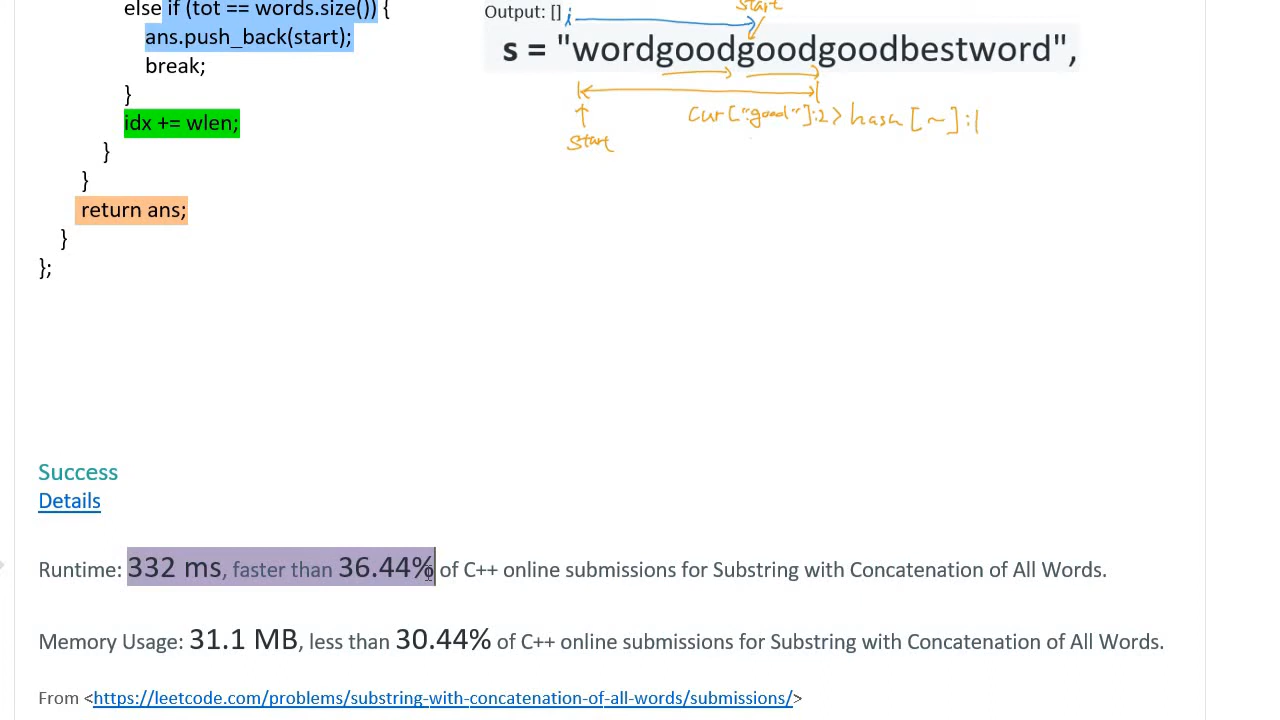 else if (tot == words.size()) {
ans.push_back(start);
break;
}
idx += wlen;
}
}
return ans;
}
};
Output: [] i
start
s = "wordgoodgoodgoodbestword",
cur["good"]:2> hash[~]:1
start
Success
Details
Runtime: 332 ms, faster than 36.44% of C++ online submissions for Substring with Concatenation of All Words.
Memory Usage: 31.1 MB, less than 30.44% of C++ online submissions for Substring with Concatenation of All Words.
From <https://leetcode.com/problems/substring-with-concatenation-of-all-words/submissions/>